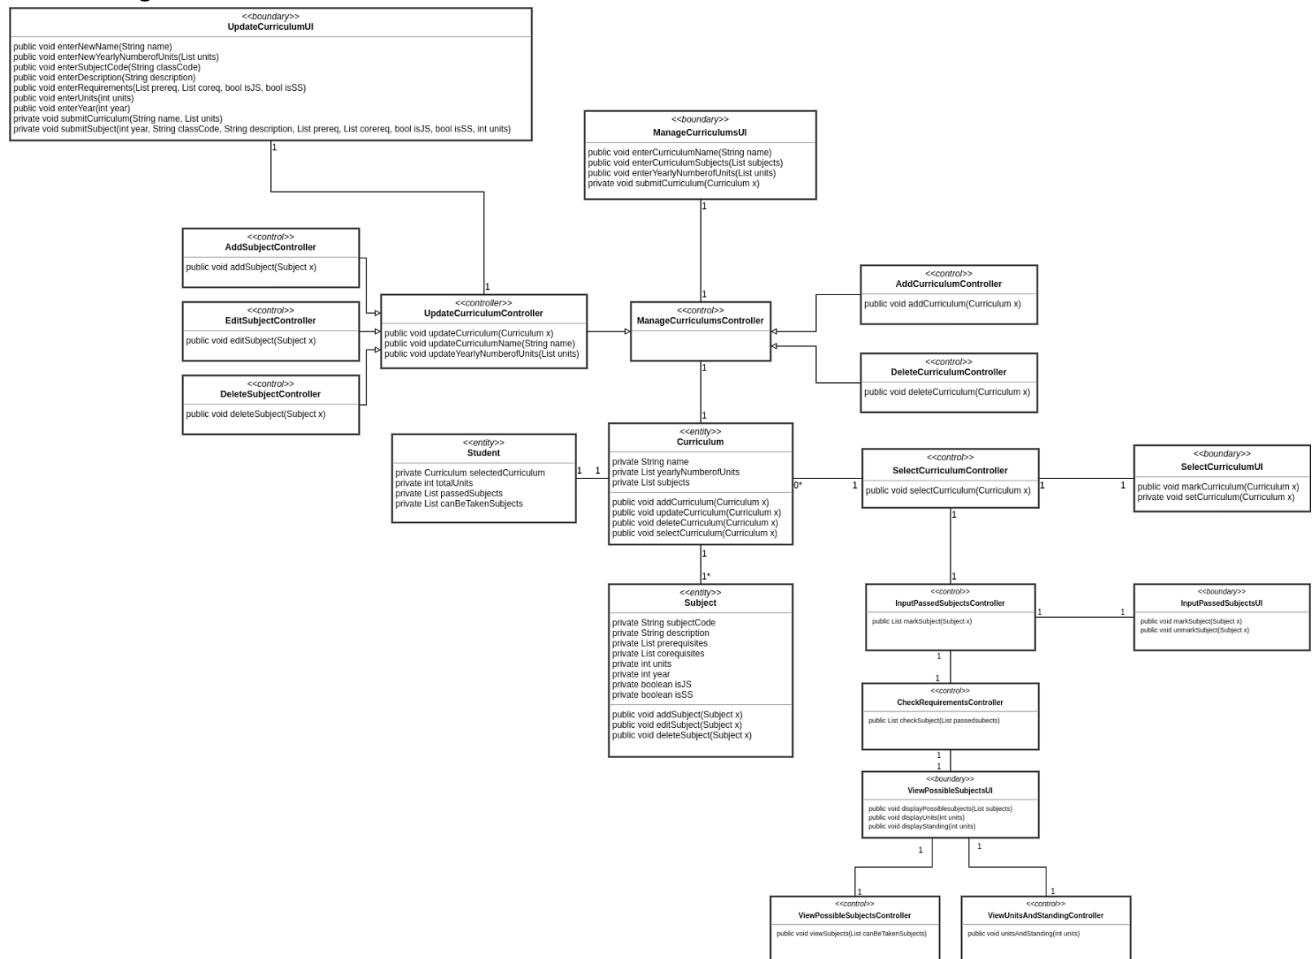 <<boundary>>
UpdateCurriculumUI
public void enterNewName(String name)
public void enterNewYearlyNumberofUnits(List units)
public void enterSubjectCode(String classCode)
public void enterDescription(String description)
public void enterRequirements(List prereq, List coreq, bool isJS, bool isSS)
public void enterUnits(int units)
public void enterYear(int year)
private void submitCurriculum(String name, List units)
private void submitSubject(int year, String classCode, String description, List prereq, List corereq, bool isJS, bool isSS, int units)
1
<<boundary>>
ManageCurriculumsUI
public void enterCurriculumName(String name)
public void enterCurriculumSubjects(List subjects)
public void enterYearlyNumberofUnits(List units)
private void submitCurriculum(Curriculum x)
1
<<control>>
AddSubjectController
public void addSubject(Subject x)
<<control>>
EditSubjectController
public void editSubject(Subject x)
<<control>>
DeleteSubjectController
public void deleteSubject(Subject x)
1
<<controller>>
UpdateCurriculumController
public void updateCurriculum(Curriculum x)
public void updateCurriculumName(String name)
public void updateYearlyNumberofUnits(List units)
1
<<control>>
ManageCurriculumsController
1
<<control>>
AddCurriculumController
public void addCurriculum(Curriculum x)
<<control>>
DeleteCurriculumController
public void deleteCurriculum(Curriculum x)
<<entity>>
Student
private Curriculum selectedCurriculum
private int totalUnits
private List passedSubjects
private List canBeTakenSubjects
1
1
1
<<entity>>
Curriculum
private String name
private List yearlyNumberofUnits
private List subjects
public void addCurriculum(Curriculum x)
public void updateCurriculum(Curriculum x)
public void deleteCurriculum(Curriculum x)
public void selectCurriculum(Curriculum x)
0*
1
<<control>>
SelectCurriculumController
public void selectCurriculum(Curriculum x)
1
1
<<boundary>>
SelectCurriculumUI
public void markCurriculum(Curriculum x)
private void setCurriculum(Curriculum x)
1
1*
<<entity>>
Subject
private String subjectCode
private String description
private List prerequisites
private List corequisites
private int units
private int year
private boolean isJS
private boolean isSS
public void addSubject(Subject x)
public void editSubject(Subject x)
public void deleteSubject(Subject x)
1
1
<<control>>
InputPassedSubjectsController
public List markSubject(Subject x)
1
1
<<boundary>>
InputPassedSubjectsUI
public void markSubject(Subject x)
public void unmarkSubject(Subject x)
1
1
<<control>>
CheckRequirementsController
public List checkSubject(List passedsubects)
1
1
<<boundary>>
ViewPossibleSubjectsUI
public void displayPossiblesubjects(List subjects)
public void displayUnits(int units)
public void displayStanding(int units)
1
1
1
<<control>>
ViewPossibleSubjectsController
public void viewSubjects(List canBeTakenSubjects)
1
<<control>>
ViewUnitsAndStandingController
public void unitsAndStanding(int units)